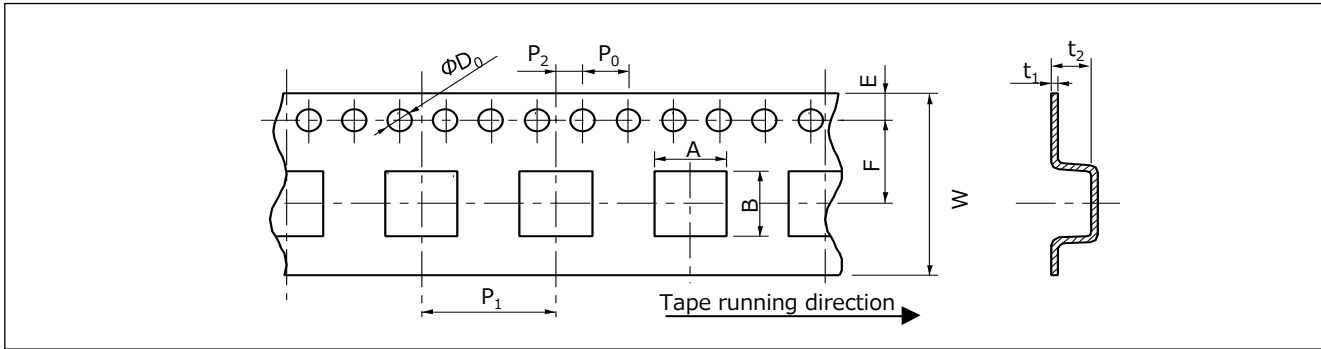 ΦD₀
P₂
P₀
E
t₁
t₂
A
F
B
W
P₁
Tape running direction